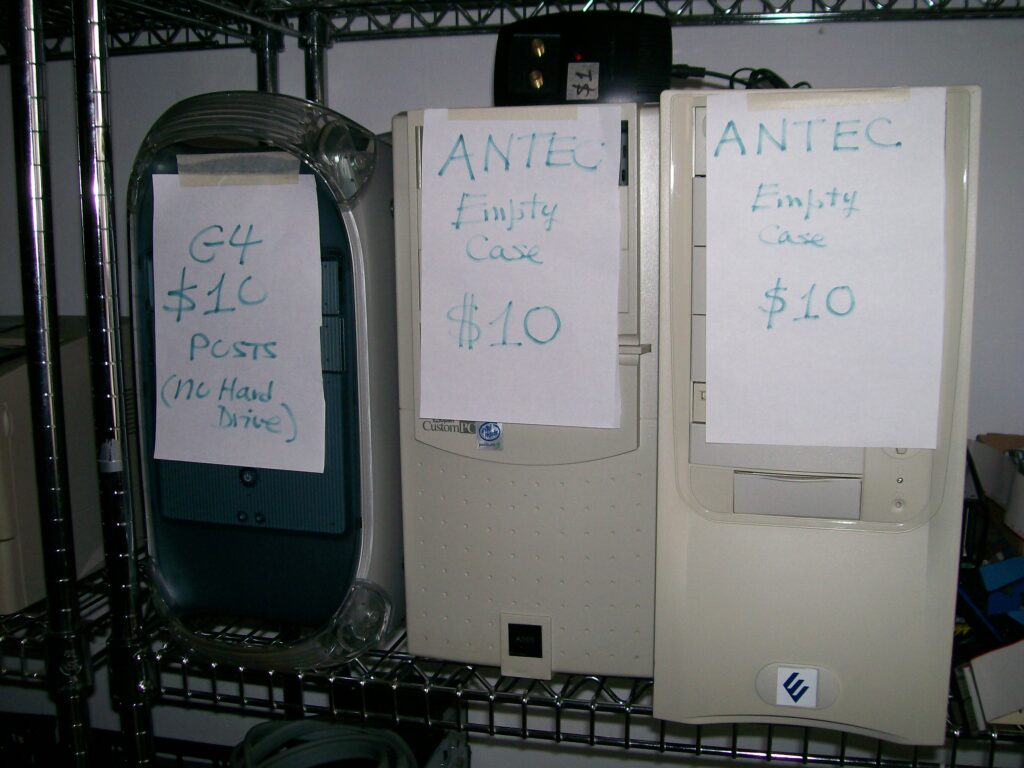 $1
G4
$10
POSTS
(NO Hard
Drive)
ANTEC
Empty
Case
$10
CustomPC
ANTEC
Empty
Case
$10